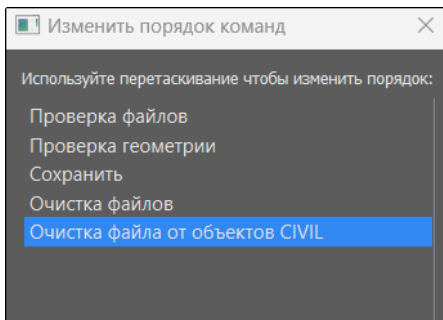 Изменить порядок команд
Используйте перетаскивание чтобы изменить порядок:
Проверка файлов
Проверка геометрии
Сохранить
Очистка файлов
Очистка файла от объектов CIVIL